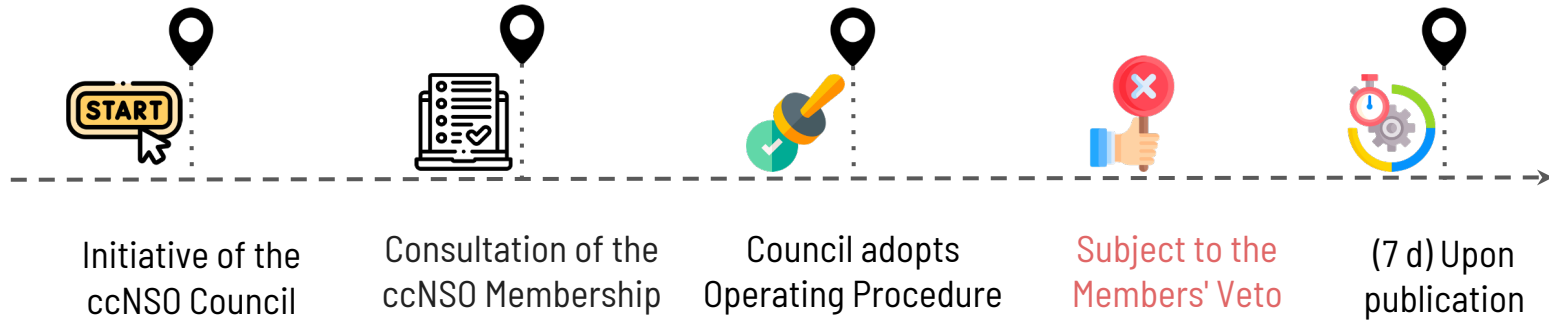 START
Initiative of the
ccNSO Council
Consultation of the
ccNSO Membership
Council adopts
Operating Procedure
Subject to the
Members' Veto
(7 d) Upon
publication